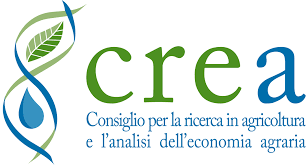 crea
Consiglio per la ricerca in agricoltura
e l'analisi dell'economia agraria